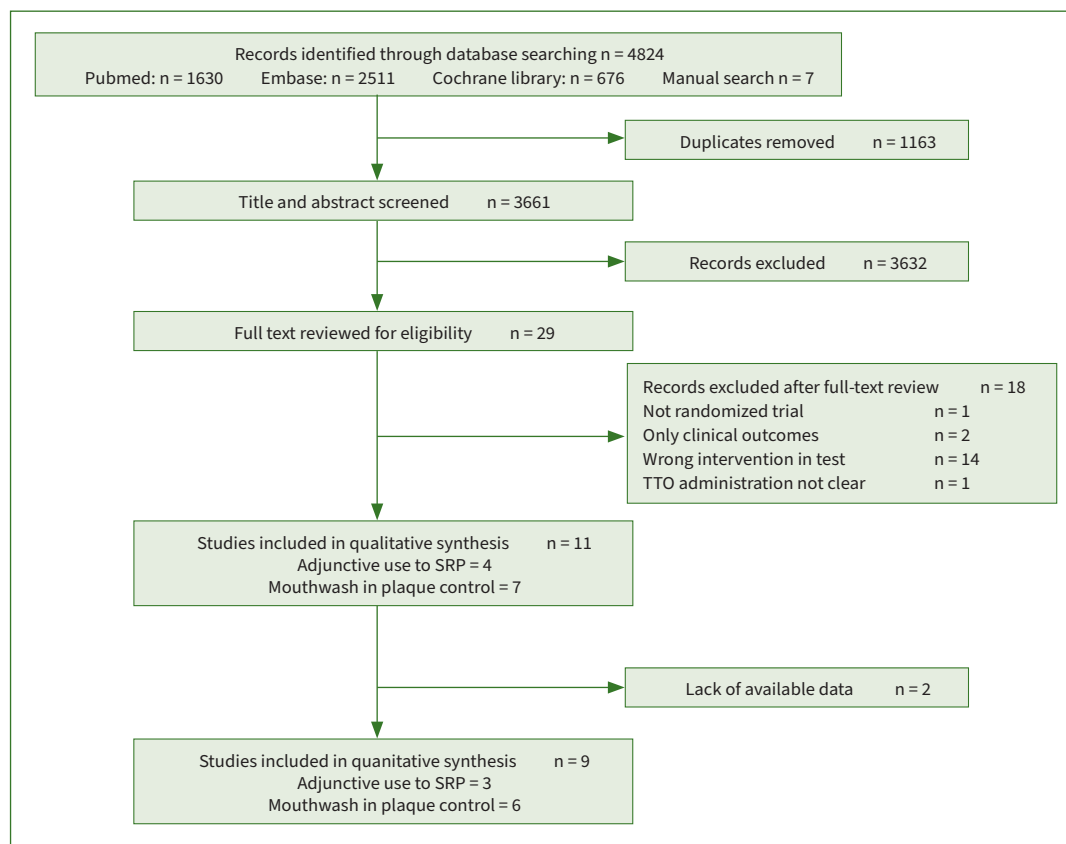 Records identified through database searching n = 4824
Pubmed: n = 1630 Embase: n = 2511 Cochrane library: n = 676 Manual search n = 7
Duplicates removed n = 1163
Title and abstract screened n = 3661
Records excluded n = 3632
Full text reviewed for eligibility n = 29
Records excluded after full-text review n = 18
Not randomized trial n = 1
Only clinical outcomes n = 2
Wrong intervention in test n = 14
TTO administration not clear n = 1
Studies included in qualitative synthesis n = 11
Adjunctive use to SRP = 4
Mouthwash in plaque control = 7
Lack of available data n = 2
Studies included in quanitative synthesis n = 9
Adjunctive use to SRP = 3
Mouthwash in plaque control = 6